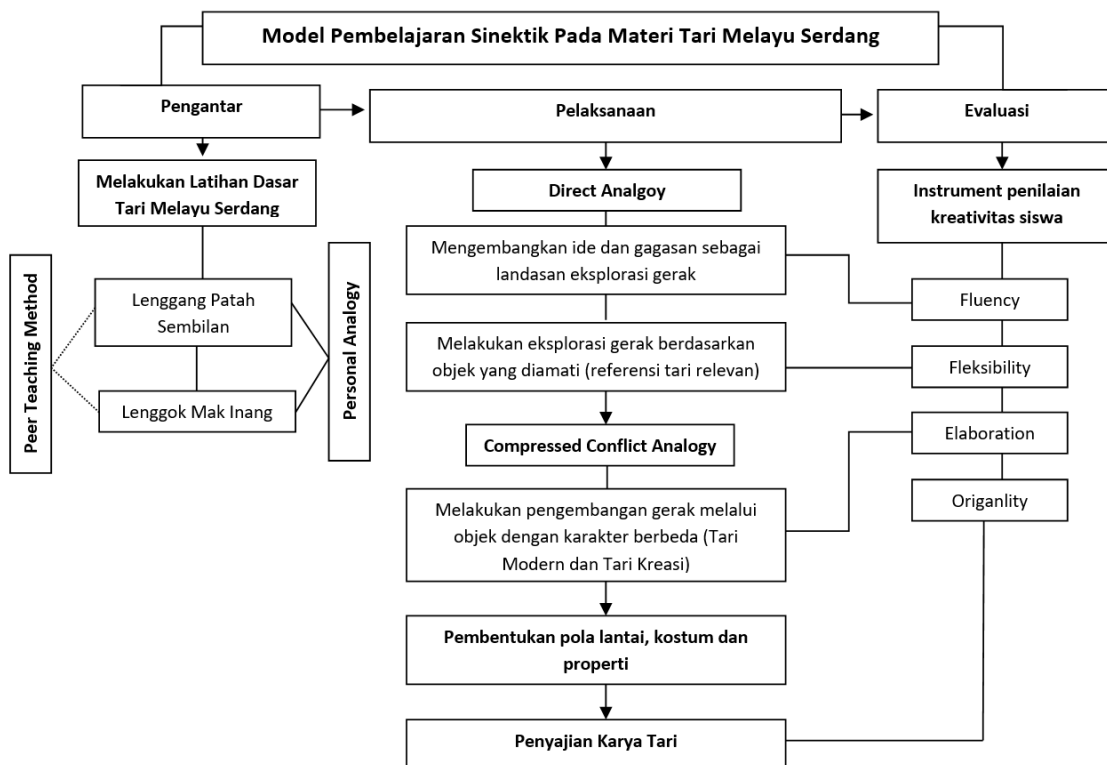 Model Pembelajaran Sinektik Pada Materi Tari Melayu Serdang
Pengantar
Pelaksanaan
Evaluasi
Melakukan Latihan Dasar
Tari Melayu Serdang
Peer Teaching Method
Lenggang Patah
Sembilan
Lenggok Mak Inang
Personal Analogy
Direct Analgoy
Mengembangkan ide dan gagasan sebagai
landasan eksplorasi gerak
Melakukan eksplorasi gerak berdasarkan
objek yang diamati (referensi tari relevan)
Compressed Conflict Analogy
Melakukan pengembangan gerak melalui
objek dengan karakter berbeda (Tari
Modern dan Tari Kreasi)
Pembentukan pola lantai, kostum dan
properti
Penyajian Karya Tari
Instrument penilaian
kreativitas siswa
Fluency
Fleksibility
Elaboration
Origanlity